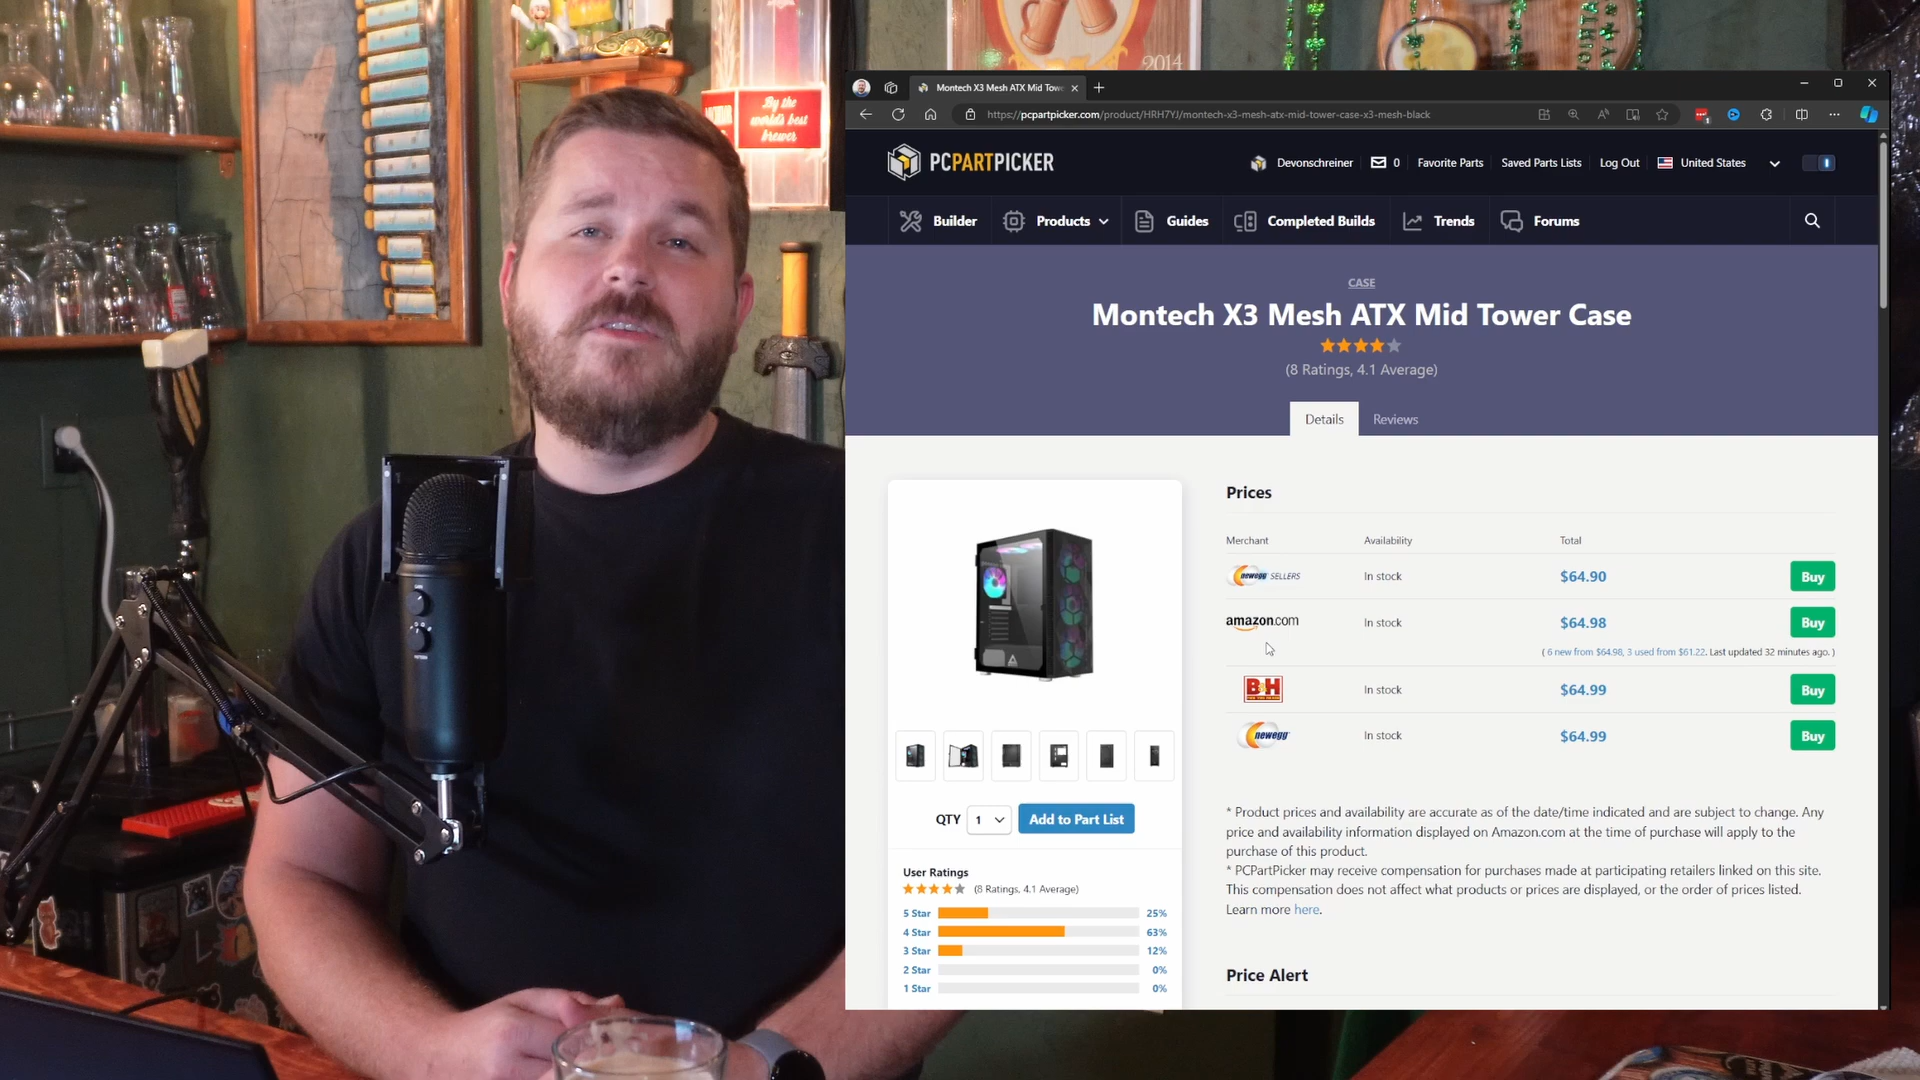 By the
world's best
brewer
2014
Montech X3 Mesh ATX Mid Tow
https://pcpartpicker.com/product/HRH7YJ/montech-x3-mesh-atx-mid-tower-case-x3-mesh-black
PCPARTPICKER
Devonschreiner
0
Favorite Parts
Saved Parts Lists
Log Out
United States
Builder
Products
Guides
Completed Builds
Trends
Forums
CASE
Montech X3 Mesh ATX Mid Tower Case
(8 Ratings, 4.1 Average)
Details
Reviews
Prices
Merchant Availability Total
newegg SELLERS In stock $64.90 Buy
amazon.com In stock $64.98 Buy
( 6 new from $64.98, 3 used from $61.22. Last updated 32 minutes ago. )
B&H In stock $64.99 Buy
newegg In stock $64.99 Buy
QTY 1 Add to Part List
* Product prices and availability are accurate as of the date/time indicated and are subject to change. Any
price and availability information displayed on Amazon.com at the time of purchase will apply to the
purchase of this product.
* PCPartPicker may receive compensation for purchases made at participating retailers linked on this site.
This compensation does not affect what products or prices are displayed, or the order of prices listed.
Learn more here.
User Ratings
(8 Ratings, 4.1 Average)
5 Star 25%
4 Star 63%
3 Star 12%
2 Star 0%
1 Star 0%
Price Alert